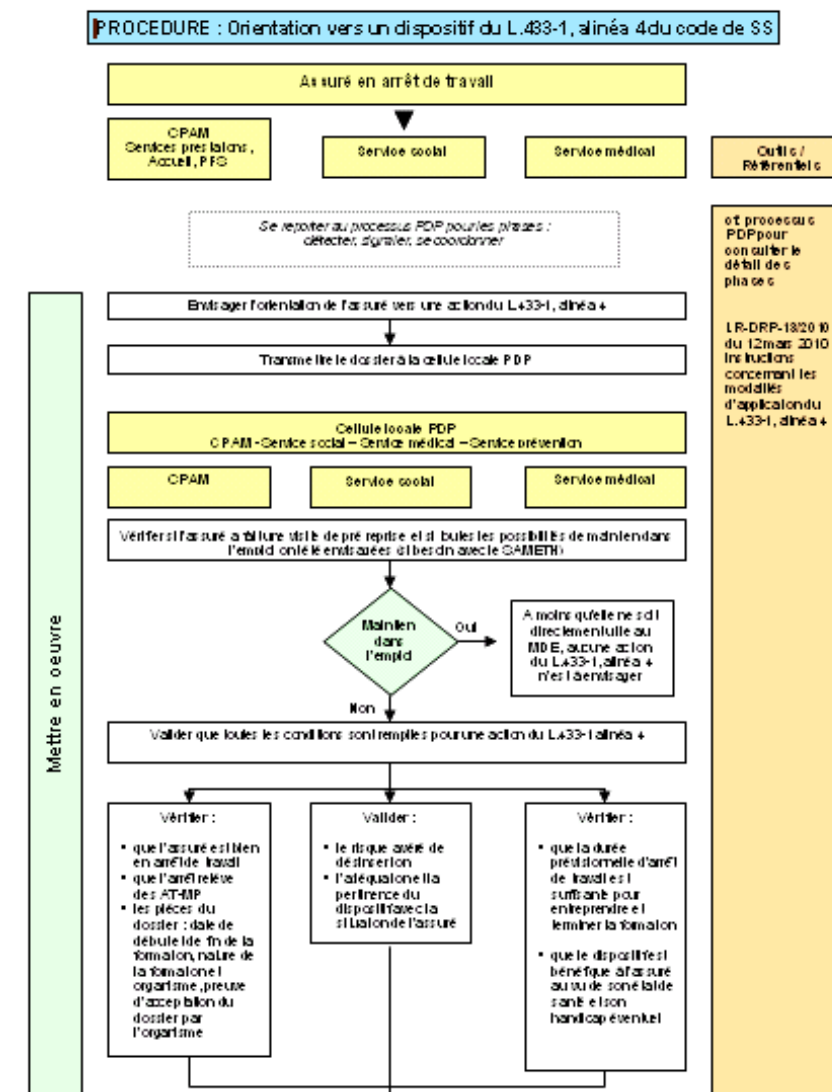 PROCEDURE : Orientation vers un dispositif du L.433-1, alinéa 4du code de SS
Assuré en arrêt de travail
CPAM
Services prestations,
Accueil, PFS
Service social
Service médical
Outils /
Référentiels
Se reporter au processus PDP pour les phases :
détecter, signaler, se coordonner
cf processus
PDP pour
consulter le
détail des
phases
LR-DRP-18/2010
du 12 mars 2010
Instructions
concernant les
modalités
d'application du
L.433-1, alinéa 4
Mettre en oeuvre
Envisager l'orientation de l'assuré vers une action du L.433-1, alinéa 4
Transmettre le dossier à la cellule locale PDP
Cellule locale PDP
CPAM - Service social – Service médical – Service prévention
CPAM
Service social
Service médical
Vérifier si l'assuré a fait une visite de pré reprise et si toutes les possibilités de maintien dans
l'emploi ont été envisagées (si besoin avec le SAMETH)
Maintien
dans
l'emploi
Oui
A moins qu'elle ne soit
directement utile au
MDE, aucune action
du L.433-1, alinéa 4
n'est à envisager
Non
Valider que toutes les conditions sont remplies pour une action du L.433-1 alinéa 4
Vérifier :
• que l'assuré est bien
en arrêt de travail
• que l'arrêt relève
des AT-MP
• les pièces du
dossier : date de
début et de fin de la
formation, nature de
la formation et
organisme, preuve
d'acceptation du
dossier par
l'organisme
Valider :
• le risque avéré de
désinsertion
• l'adéquation et la
pertinence du
dispositif avec la
situation de l'assuré
Vérifier :
• que la durée
prévisionnelle d'arrêt
de travail est
suffisante pour
entreprendre et
terminer la formation
• que le dispositif est
bénéfique à l'assuré
au vu de son état de
santé et son
handicap éventuel